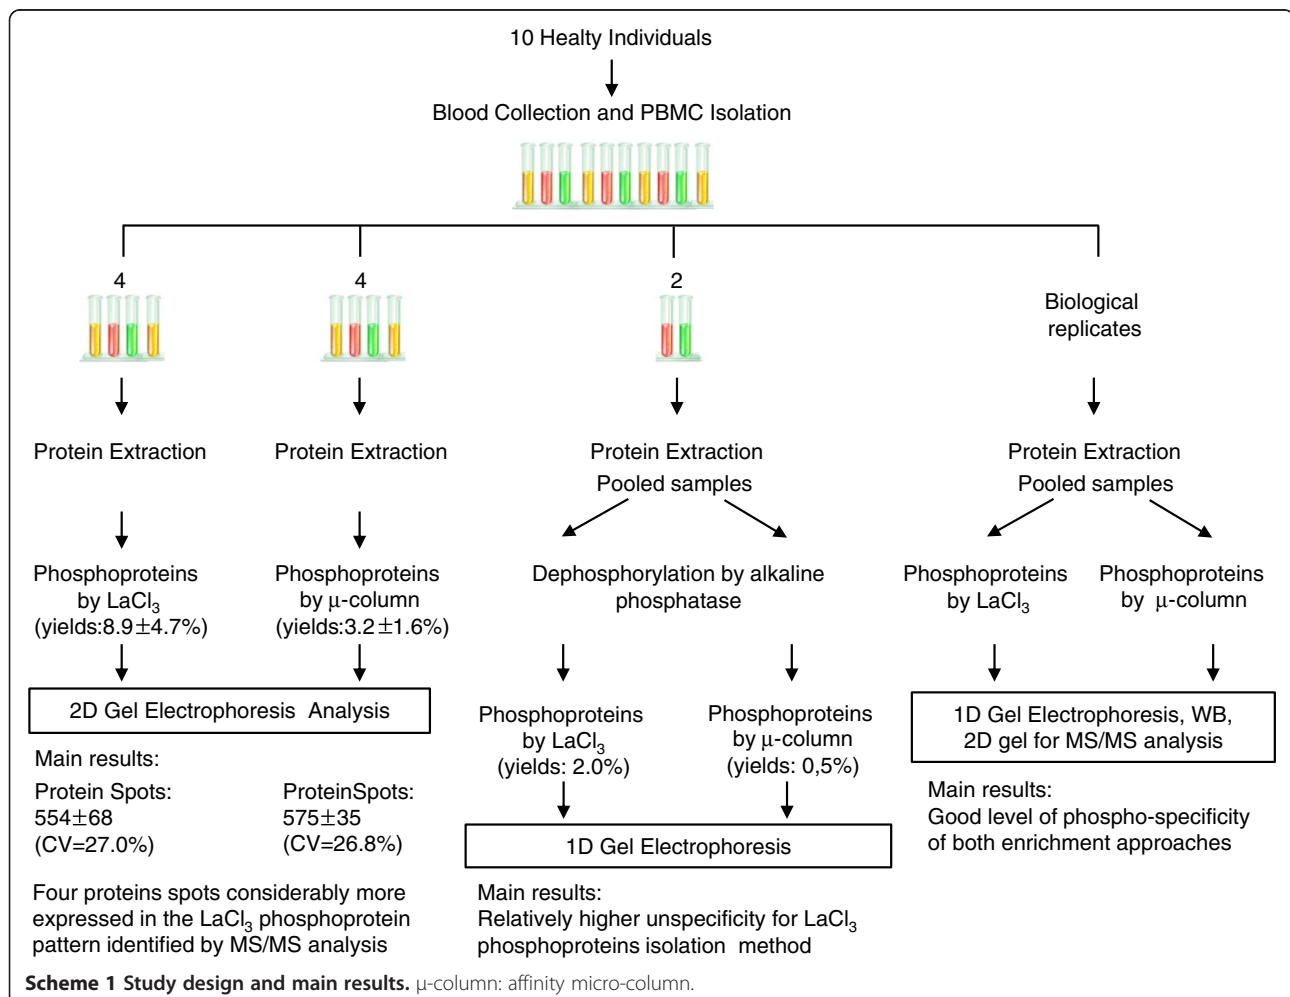 10 Healty Individuals
Blood Collection and PBMC Isolation
4
4
2
Biological
replicates
Protein Extraction
Protein Extraction
Protein Extraction
Pooled samples
Protein Extraction
Pooled samples
Phosphoproteins
by LaCl₃
(yields:8.9±4.7%)
Phosphoproteins
by μ-column
(yields:3.2±1.6%)
Dephosphorylation by alkaline
phosphatase
Phosphoproteins
by LaCl₃
Phosphoproteins
by μ-column
2D Gel Electrophoresis Analysis
Main results:
Protein Spots:
554±68
(CV=27.0%)
ProteinSpots:
575±35
(CV=26.8%)
Four proteins spots considerably more
expressed in the LaCl₃ phosphoprotein
pattern identified by MS/MS analysis
Phosphoproteins
by LaCl₃
(yields: 2.0%)
Phosphoproteins
by μ-column
(yields: 0,5%)
1D Gel Electrophoresis
Main results:
Relatively higher unspecificity for LaCl₃
phosphoproteins isolation method
1D Gel Electrophoresis, WB,
2D gel for MS/MS analysis
Main results:
Good level of phospho-specificity
of both enrichment approaches
Scheme 1 Study design and main results. μ-column: affinity micro-column.